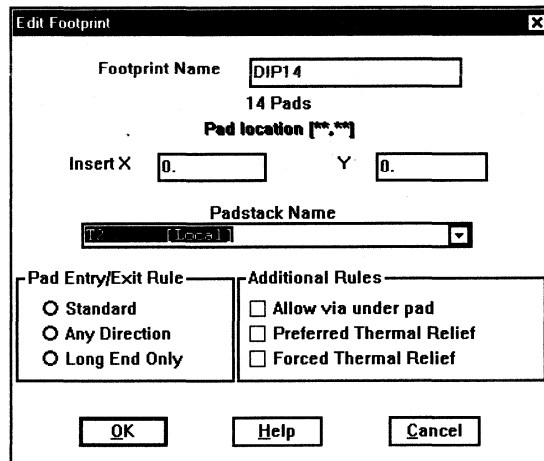 Edit Footprint
Footprint Name DIP14
14 Pads
Pad location [**,**]
Insert X 0. Y 0.
Padstack Name
T7 [Local]
Pad Entry/Exit Rule
Standard
Any Direction
Long End Only
Additional Rules
Allow via under pad
Preferred Thermal Relief
Forced Thermal Relief
OK Help Cancel